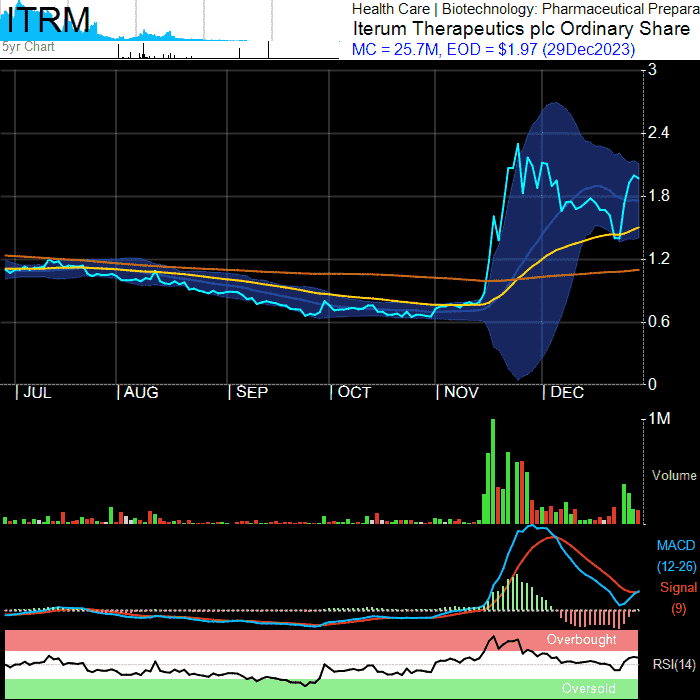 ITRM
Health Care | Biotechnology: Pharmaceutical Prepara
Iterum Therapeutics plc Ordinary Share
MC = 25.7M, EOD = $1.97 (29Dec2023)
5yr Chart
3
2.4
1.8
1.2
0.6
0
JUL AUG SEP OCT NOV DEC
1M
Volume
MACD
(12-26)
Signal
(9)
Overbought
RSI(14)
Oversold